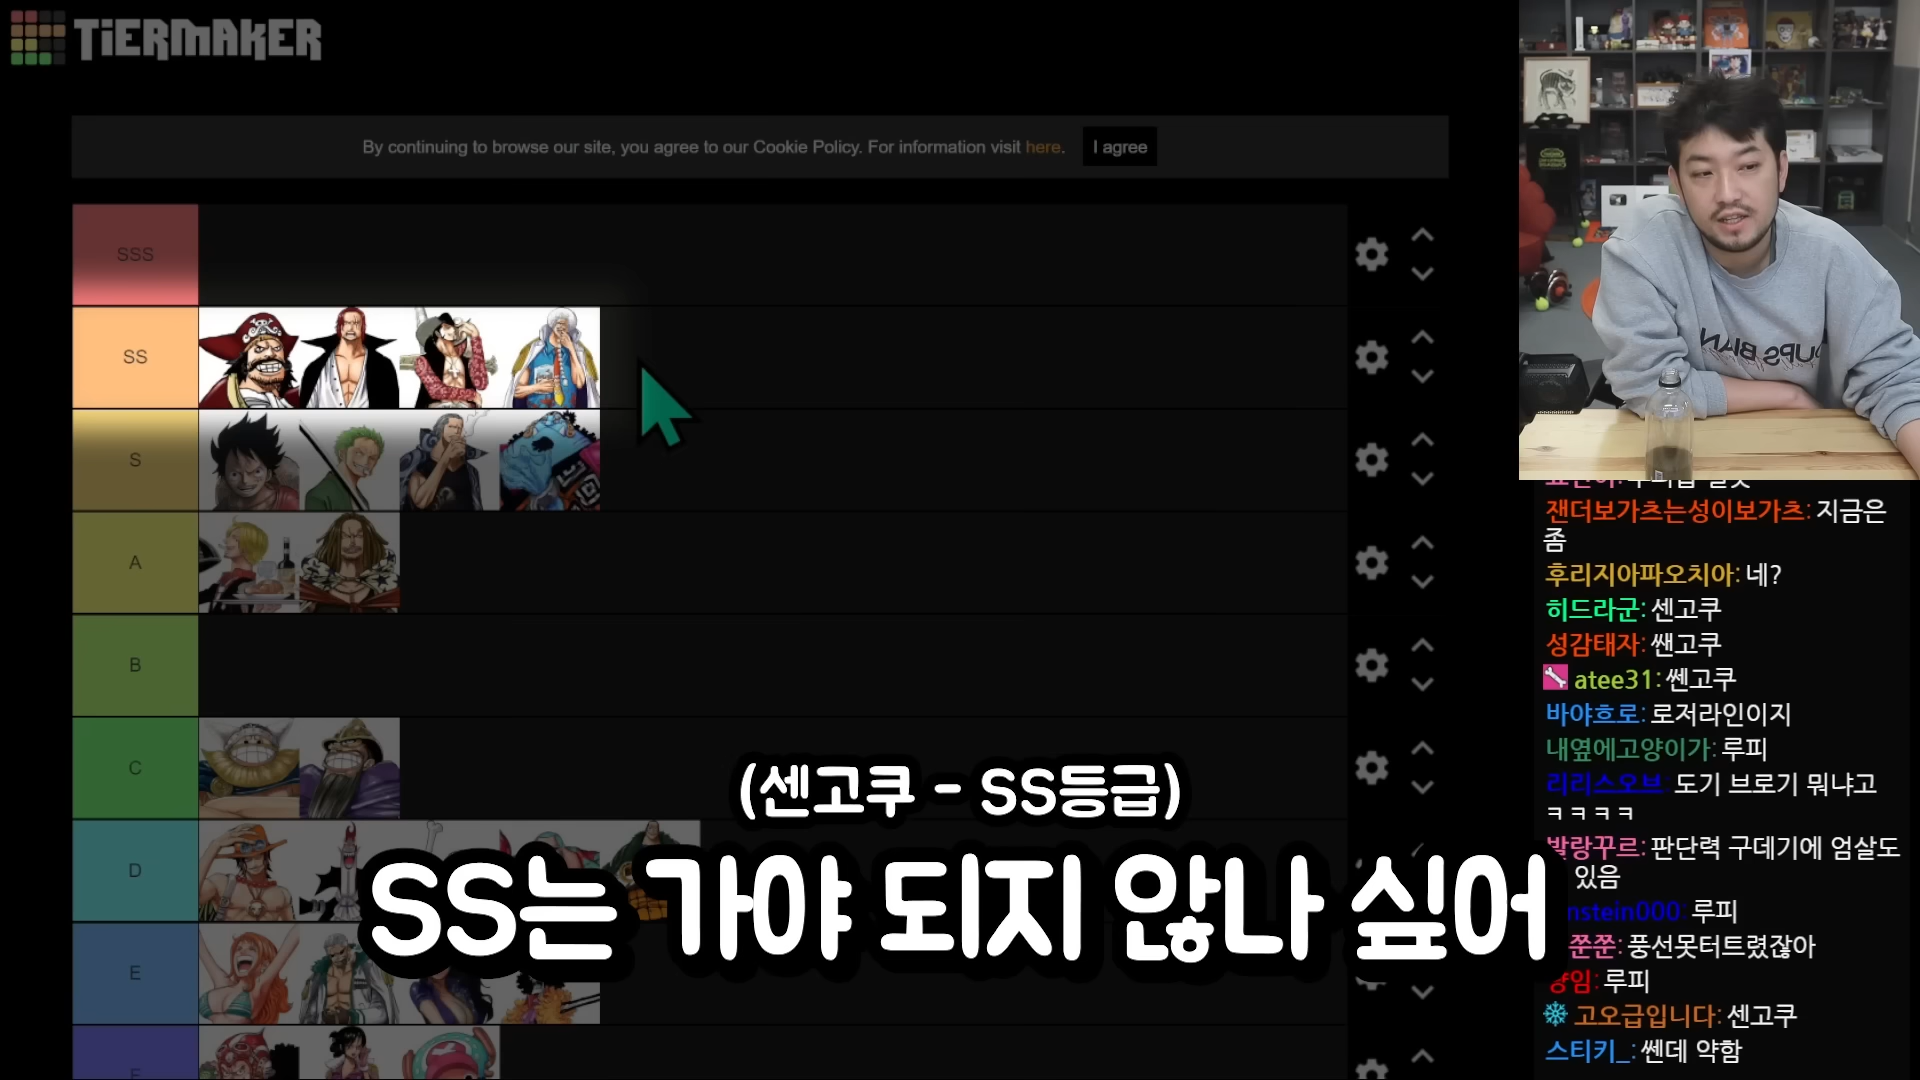 TiERMAKER
By continuing to browse our site, you agree to our Cookie Policy. For information visit here.
I agree
SSS
SS
S
A
B
C
D
E
(센고쿠 - SS등급)
SS는 가야 되지 않나 싶어
잰더보가츠는성이보가츠: 지금은
좀
후리지아파오치아: 네?
히드라군: 센고쿠
성감태자: 쌘고쿠
atee31: 쎈고쿠
바야흐로: 로저라인이지
내옆에고양이가: 루피
리리스오브: 도기 브로기 뭐냐고
ㅋㅋㅋㅋ
발랑꾸르: 판단력 구데기에 엄살도
있음
nstein000: 루피
쭌쭌: 풍선못터트렸잖아
루피
고오급입니다: 센고쿠
스티키_: 쎈데 약함